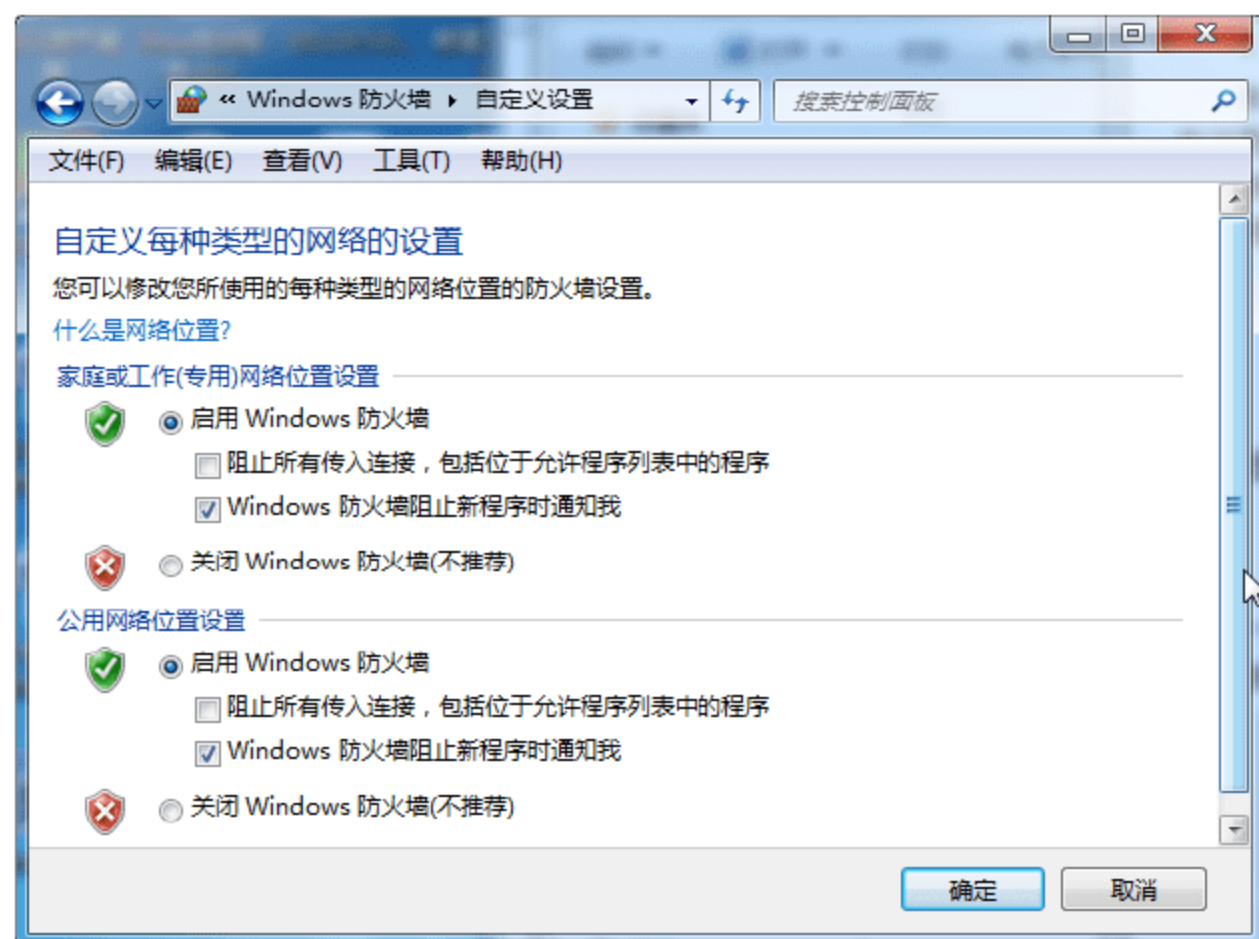 « Windows 防火墙 ▸ 自定义设置
搜索控制面板
文件(F) 编辑(E) 查看(V) 工具(T) 帮助(H)
自定义每种类型的网络的设置
您可以修改您所使用的每种类型的网络位置的防火墙设置。
什么是网络位置?
家庭或工作(专用)网络位置设置
启用 Windows 防火墙
阻止所有传入连接，包括位于允许程序列表中的程序
Windows 防火墙阻止新程序时通知我
关闭 Windows 防火墙(不推荐)
公用网络位置设置
启用 Windows 防火墙
阻止所有传入连接，包括位于允许程序列表中的程序
Windows 防火墙阻止新程序时通知我
关闭 Windows 防火墙(不推荐)
确定 取消